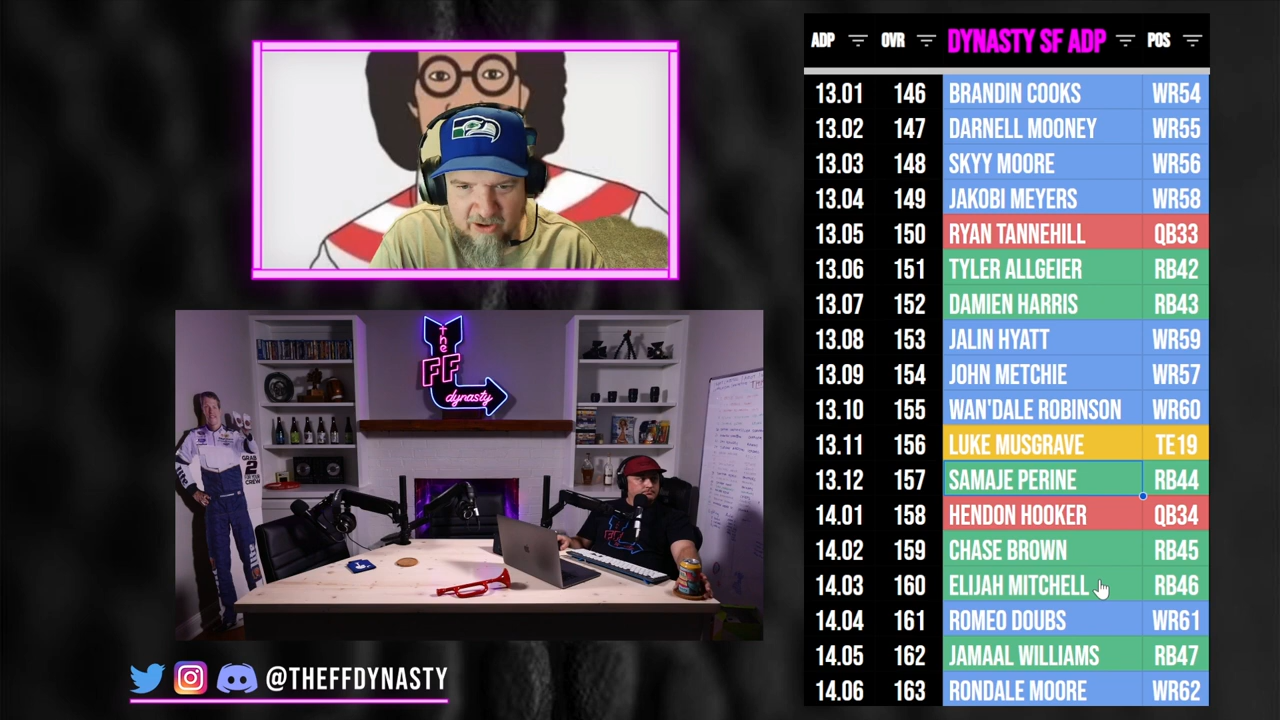 ADP OVR DYNASTY SF ADP POS
13.01 146 BRANDIN COOKS WR54
13.02 147 DARNELL MOONEY WR55
13.03 148 SKYY MOORE WR56
13.04 149 JAKOBI MEYERS WR58
13.05 150 RYAN TANNEHILL QB33
13.06 151 TYLER ALLGEIER RB42
13.07 152 DAMIEN HARRIS RB43
13.08 153 JALIN HYATT WR59
13.09 154 JOHN METCHIE WR57
13.10 155 WAN'DALE ROBINSON WR60
13.11 156 LUKE MUSGRAVE TE19
13.12 157 SAMAJE PERINE RB44
14.01 158 HENDON HOOKER QB34
14.02 159 CHASE BROWN RB45
14.03 160 ELIJAH MITCHELL RB46
14.04 161 ROMEO DOUBS WR61
14.05 162 JAMAAL WILLIAMS RB47
14.06 163 RONDALE MOORE WR62
the
FF
dynasty
@THEFFDYNASTY